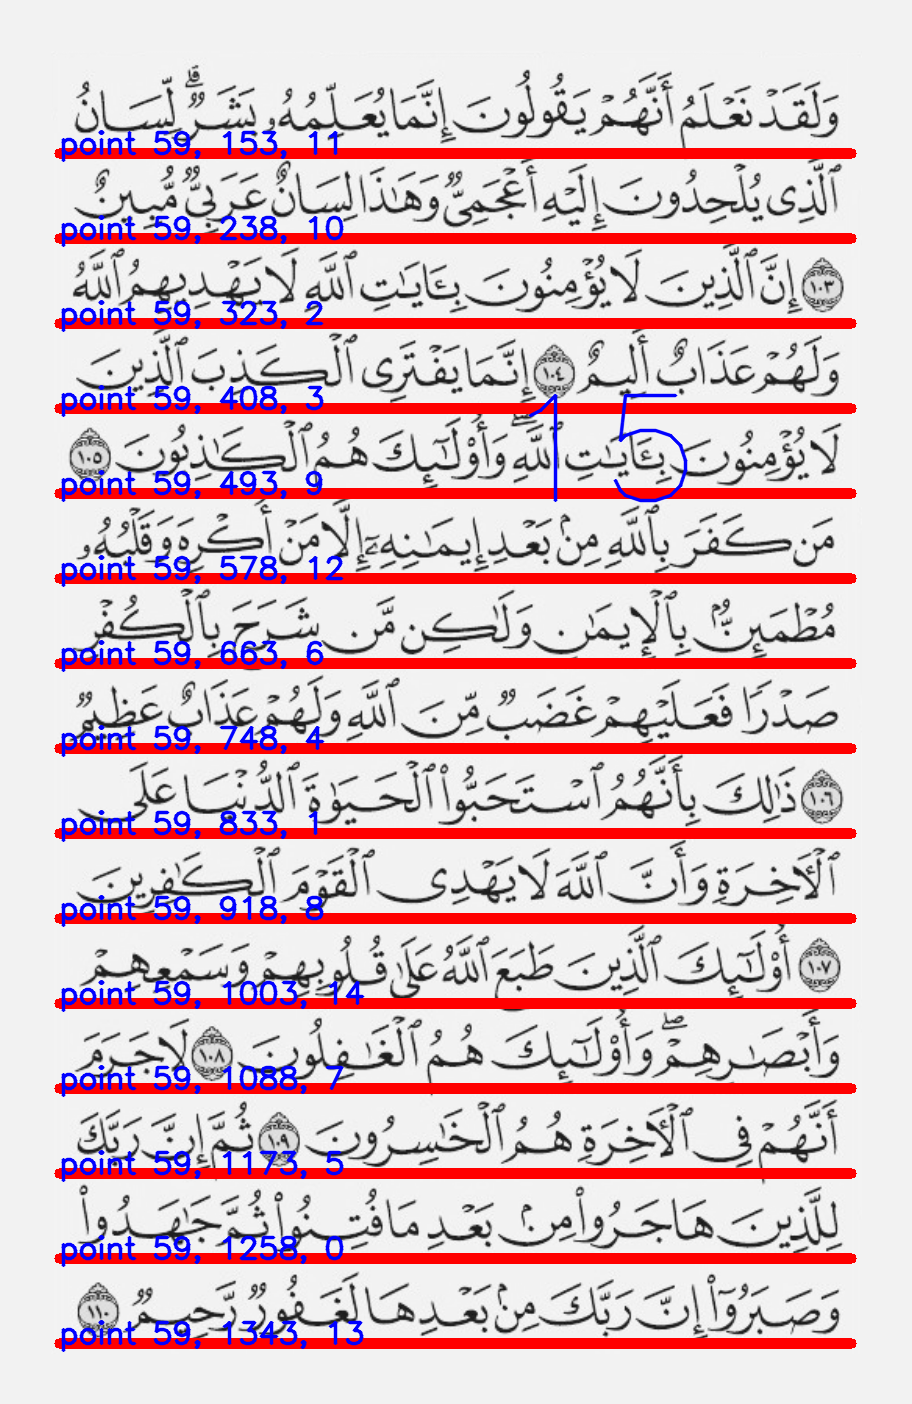 وَلَقَدْ نَعْلَمُ أَنَّهُمْ يَقُولُونَ إِنَّمَا يُعَلِّمُهُۥ بَشَرٌۗ لِّسَانُ
point 59, 153, 11
ٱلَّذِى يُلْحِدُونَ إِلَيْهِ أَعْجَمِىٌّ وَهَٰذَا لِسَانٌ عَرَبِىٌّ مُّبِينٌ
point 59, 238, 10
١٠٣ إِنَّ ٱلَّذِينَ لَا يُؤْمِنُونَ بِـَٔايَٰتِ ٱللَّهِ لَا يَهْدِيهِمُ ٱللَّهُ
point 59, 323, 2
وَلَهُمْ عَذَابٌ أَلِيمٌ ١٠٤ إِنَّمَا يَفْتَرِى ٱلْكَذِبَ ٱلَّذِينَ
point 59, 408, 3
15
لَا يُؤْمِنُونَ بِـَٔايَٰتِ ٱللَّهِۖ وَأُو۟لَٰٓئِكَ هُمُ ٱلْكَٰذِبُونَ ١٠٥
point 59, 493, 9
مَن كَفَرَ بِٱللَّهِ مِنۢ بَعْدِ إِيمَٰنِهِۦٓ إِلَّا مَنْ أُكْرِهَ وَقَلْبُهُۥ
point 59, 578, 12
مُطْمَئِنٌّۢ بِٱلْإِيمَٰنِ وَلَٰكِن مَّن شَرَحَ بِٱلْكُفْرِ
point 59, 663, 6
صَدْرًا فَعَلَيْهِمْ غَضَبٌ مِّنَ ٱللَّهِ وَلَهُمْ عَذَابٌ عَظِيمٌ
point 59, 748, 4
١٠٦ ذَٰلِكَ بِأَنَّهُمُ ٱسْتَحَبُّوا۟ ٱلْحَيَوٰةَ ٱلدُّنْيَا عَلَى
point 59, 833, 1
ٱلْءَاخِرَةِ وَأَنَّ ٱللَّهَ لَا يَهْدِى ٱلْقَوْمَ ٱلْكَٰفِرِينَ
point 59, 918, 8
١٠٧ أُو۟لَٰٓئِكَ ٱلَّذِينَ طَبَعَ ٱللَّهُ عَلَىٰ قُلُوبِهِمْ وَسَمْعِهِمْ
point 59, 1003, 14
وَأَبْصَٰرِهِمْۖ وَأُو۟لَٰٓئِكَ هُمُ ٱلْغَٰفِلُونَ ١٠٨ لَا جَرَمَ
point 59, 1088, 7
أَنَّهُمْ فِى ٱلْءَاخِرَةِ هُمُ ٱلْخَٰسِرُونَ ١٠٩ ثُمَّ إِنَّ رَبَّكَ
point 59, 1173, 5
لِلَّذِينَ هَاجَرُوا۟ مِنۢ بَعْدِ مَا فُتِنُوا۟ ثُمَّ جَٰهَدُوا۟
point 59, 1258, 0
وَصَبَرُوٓا۟ إِنَّ رَبَّكَ مِنۢ بَعْدِهَا لَغَفُورٌ رَّحِيمٌ ١١٠
point 59, 1343, 13